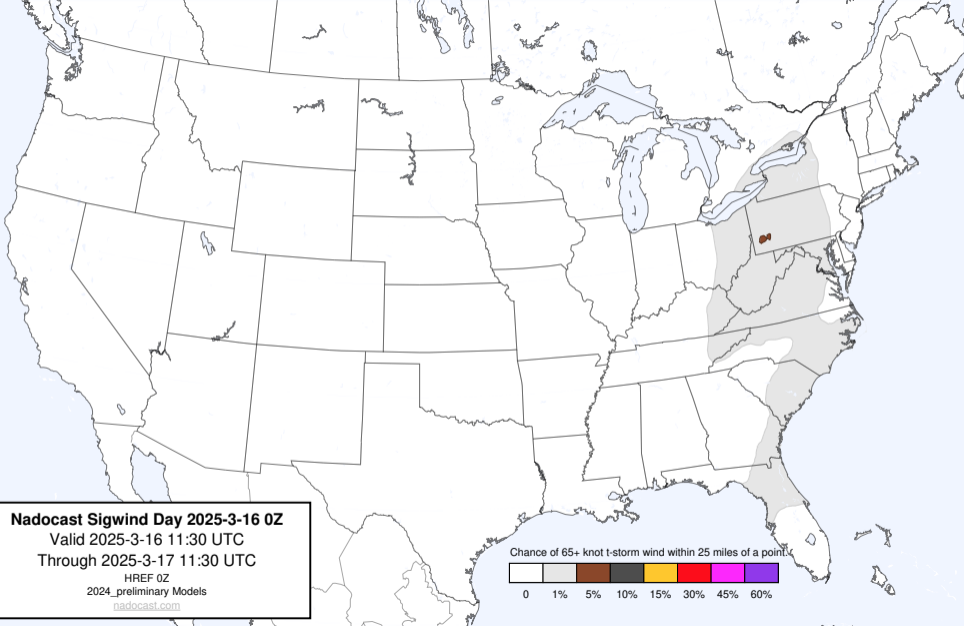 Nadocast Sigwind Day 2025-3-16 0Z
Valid 2025-3-16 11:30 UTC
Through 2025-3-17 11:30 UTC
HREF 0Z
2024_preliminary Models
nadocast.com
Chance of 65+ knot t-storm wind within 25 miles of a point.
0 1% 5% 10% 15% 30% 45% 60%